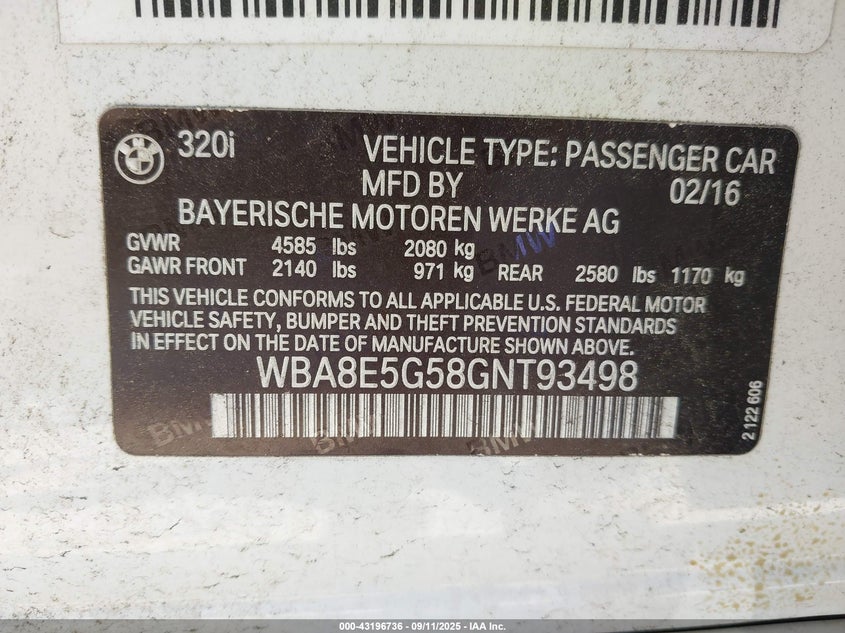 320i VEHICLE TYPE: PASSENGER CAR
MFD BY 02/16
BAYERISCHE MOTOREN WERKE AG
GVWR 4585 lbs 2080 kg
GAWR FRONT 2140 lbs 971 kg REAR 2580 lbs 1170 kg
THIS VEHICLE CONFORMS TO ALL APPLICABLE U.S. FEDERAL MOTOR
VEHICLE SAFETY, BUMPER AND THEFT PREVENTION STANDARDS
IN EFFECT ON THE DATE OF MANUFACTURE SHOWN ABOVE.
WBA8E5G58GNT93498
2 122 606
000-43196736 - 09/11/2025 - IAA Inc.